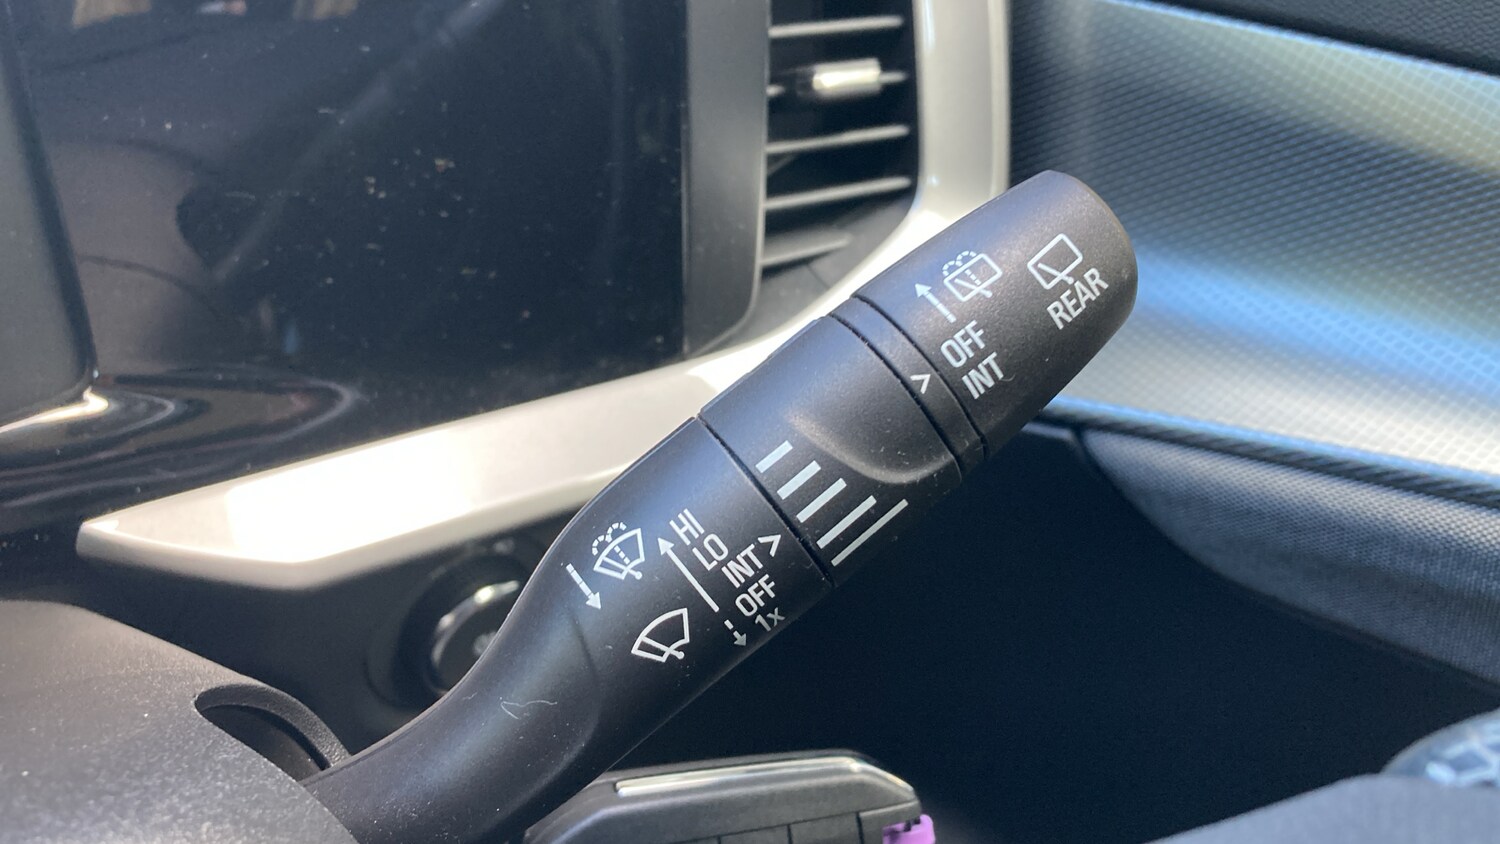 OFF
INT
REAR
HI
LO
INT
OFF
1x